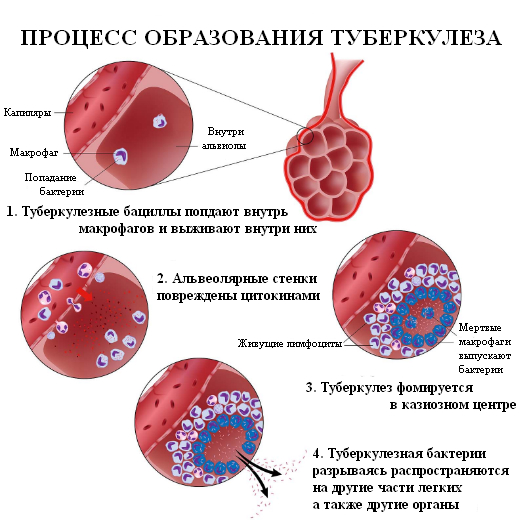 ПРОЦЕСС ОБРАЗОВАНИЯ ТУБЕРКУЛЕЗА
Капиляры
Макрофаг
Попадание
бактерии
Внутри
альвиолы
1. Туберкулезные бациллы попдают внутрь
макрофагов и выживают внутри них
2. Альвеолярные стенки
повреждены цитокинами
Живущие лимфоциты
Мертвые
макрофаги
выпускают
бактерии
3. Туберкулез фомируется
в казиозном центре
4. Туберкулезная бактерии
разрываясь распространяются
на другие части легких
а также другие органы